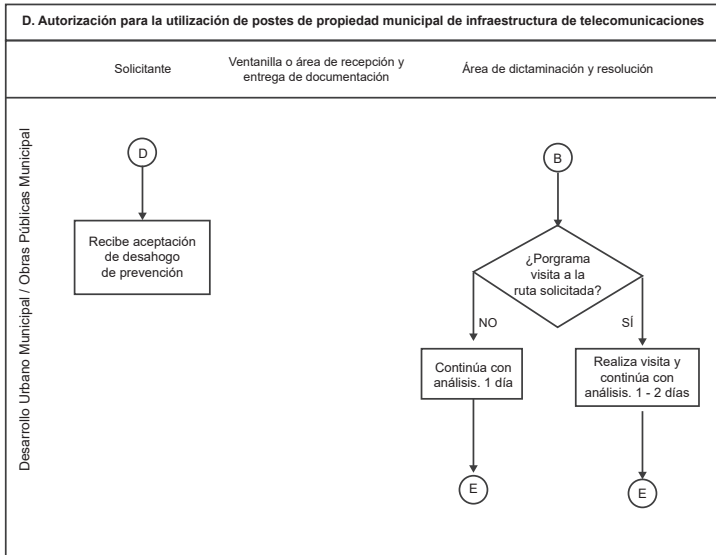 D. Autorización para la utilización de postes de propiedad municipal de infraestructura de telecomunicaciones
Solicitante
Ventanilla o área de recepción y
entrega de documentación
Área de dictaminación y resolución
Desarrollo Urbano Municipal / Obras Públicas Municipal
D
Recibe aceptación
de desahogo
de prevención
B
¿Porgrama
visita a la
ruta solicitada?
NO
SÍ
Continúa con
análisis. 1 día
Realiza visita y
continúa con
análisis. 1 - 2 días
E
E